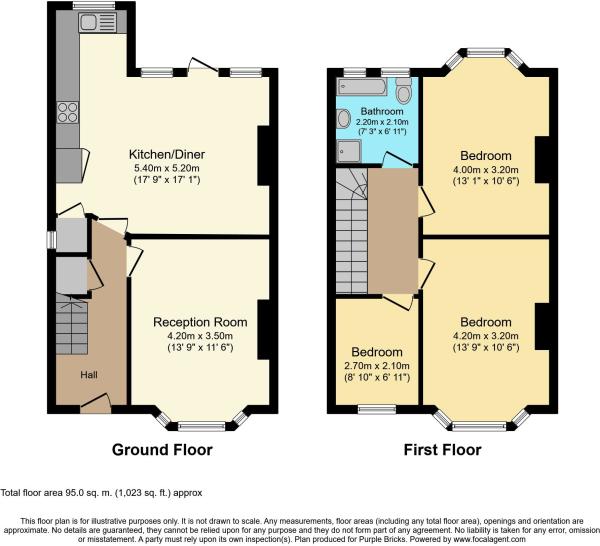 Kitchen/Diner
5.40m x 5.20m
(17' 9" x 17' 1")
Reception Room
4.20m x 3.50m
(13' 9" x 11' 6")
Hall
Ground Floor
Bathroom
2.20m x 2.10m
(7' 3" x 6' 11")
Bedroom
4.00m x 3.20m
(13' 1" x 10' 6")
Bedroom
4.20m x 3.20m
(13' 9" x 10' 6")
Bedroom
2.70m x 2.10m
(8' 10" x 6' 11")
First Floor
Total floor area 95.0 sq. m. (1,023 sq. ft.) approx
This floor plan is for illustrative purposes only. It is not drawn to scale. Any measurements, floor areas (including any total floor area), openings and orientation are
approximate. No details are guaranteed, they cannot be relied upon for any purpose and they do not form part of any agreement. No liability is taken for any error, omission
or misstatement. A party must rely upon its own inspection(s). Plan produced for Purple Bricks. Powered by www.focalagent.com